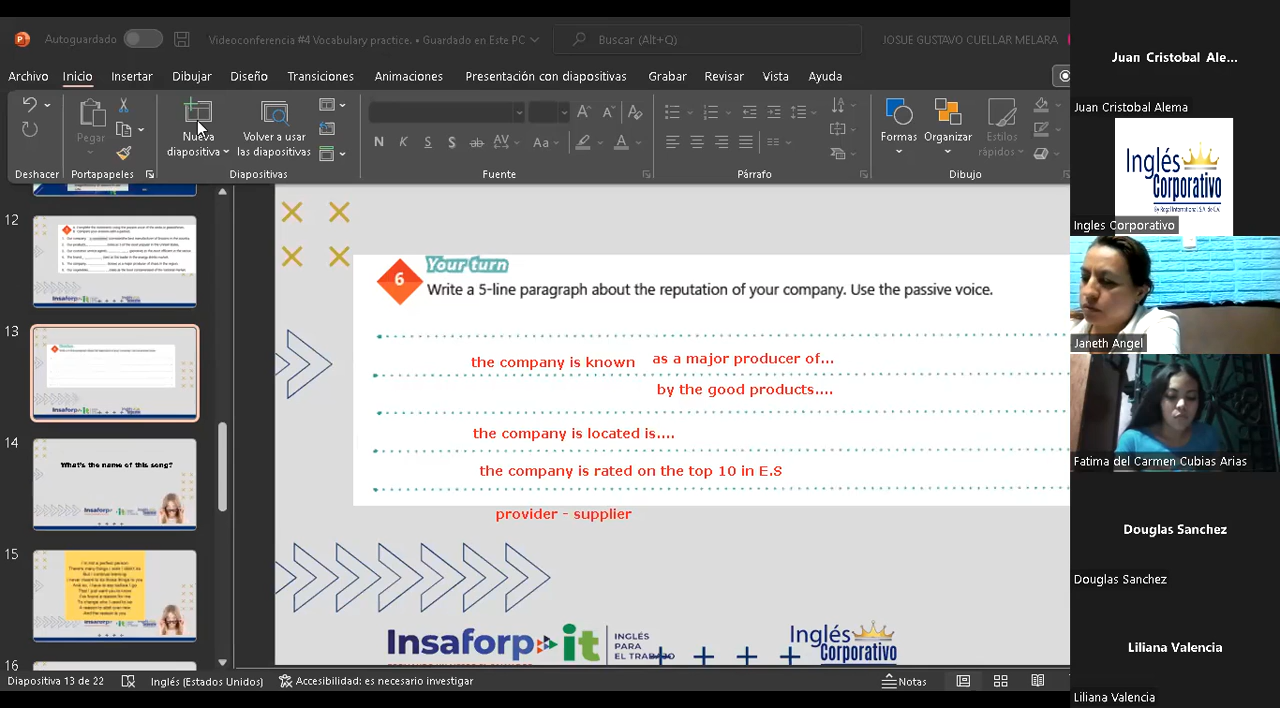 Autoguardado
Videoconferencia #4 Vocabulary practice. • Guardado en Este PC
Buscar (Alt+Q)
JOSUE GUSTAVO CUELLAR MELARA
Archivo Inicio Insertar Dibujar Diseño Transiciones Animaciones Presentación con diapositivas Grabar Revisar Vista Ayuda
Pegar
Nueva diapositiva
Volver a usar las diapositivas
Formas
Organizar
Estilos rápidos
Deshacer Portapapeles Diapositivas Fuente Párrafo Dibujo
12
13
14
What's the name of this song?
15
16
6
Your turn
Write a 5-line paragraph about the reputation of your company. Use the passive voice.
the company is known as a major producer of...
by the good products....
the company is located is....
the company is rated on the top 10 in E.S
provider - supplier
Insaforp it
INGLÉS
PARA
EL TRABAJO
Inglés
Corporativo
Diapositiva 13 de 22
Inglés (Estados Unidos)
Accesibilidad: es necesario investigar
Notas
Juan Cristobal Ale...
Juan Cristobal Alema
Inglés
Corporativo
Ingles Corporativo
Janeth Angel
Fatima del Carmen Cubias Arias
Douglas Sanchez
Douglas Sanchez
Liliana Valencia
Liliana Valencia